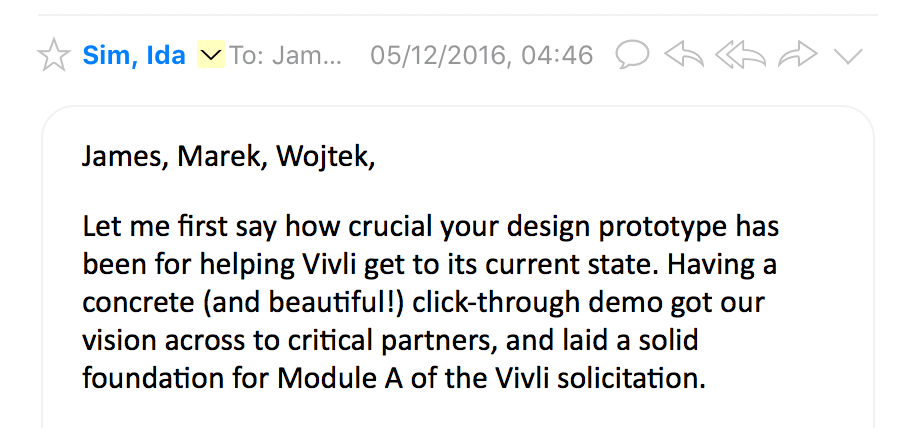 Sim, Ida To: Jam... 05/12/2016, 04:46
James, Marek, Wojtek,
Let me first say how crucial your design prototype has
been for helping Vivli get to its current state. Having a
concrete (and beautiful!) click-through demo got our
vision across to critical partners, and laid a solid
foundation for Module A of the Vivli solicitation.